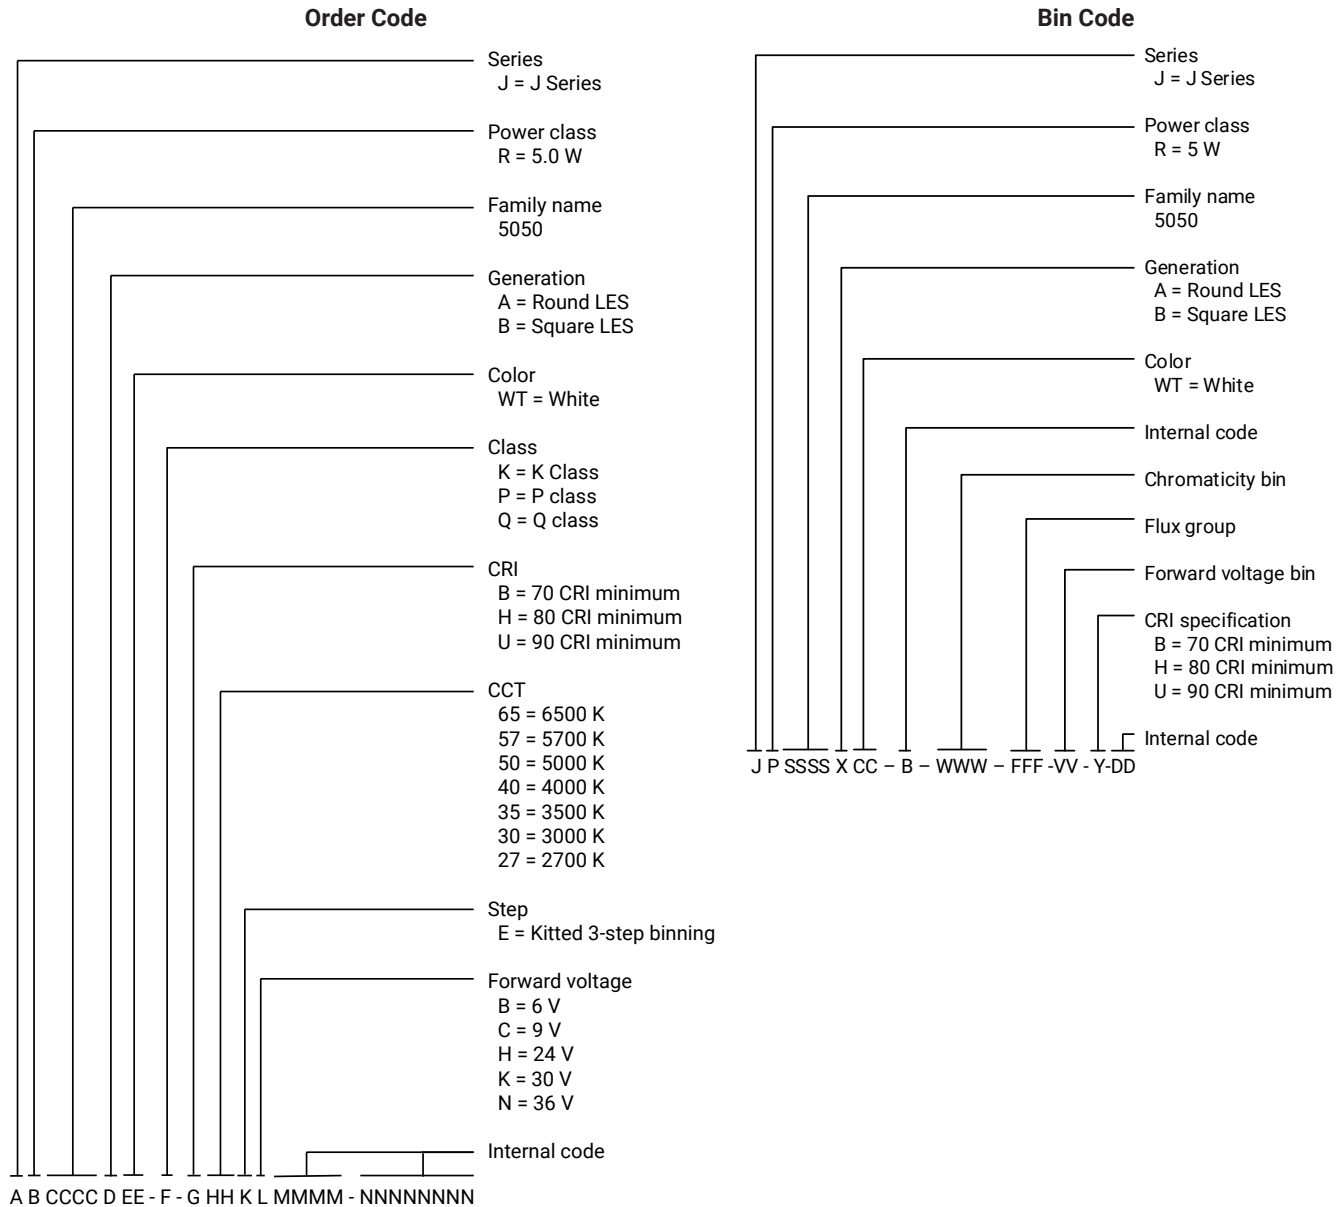 Order Code
Series
J = J Series
Power class
R = 5.0 W
Family name
5050
Generation
A = Round LES
B = Square LES
Color
WT = White
Class
K = K Class
P = P class
Q = Q class
CRI
B = 70 CRI minimum
H = 80 CRI minimum
U = 90 CRI minimum
CCT
65 = 6500 K
57 = 5700 K
50 = 5000 K
40 = 4000 K
35 = 3500 K
30 = 3000 K
27 = 2700 K
Step
E = Kitted 3-step binning
Forward voltage
B = 6 V
C = 9 V
H = 24 V
K = 30 V
N = 36 V
Internal code
A B CCCC D EE - F - G HH K L MMMM - NNNNNNNN
Bin Code
Series
J = J Series
Power class
R = 5 W
Family name
5050
Generation
A = Round LES
B = Square LES
Color
WT = White
Internal code
Chromaticity bin
Flux group
Forward voltage bin
CRI specification
B = 70 CRI minimum
H = 80 CRI minimum
U = 90 CRI minimum
Internal code
J P SSSS X CC – B – WWW – FFF -VV - Y-DD